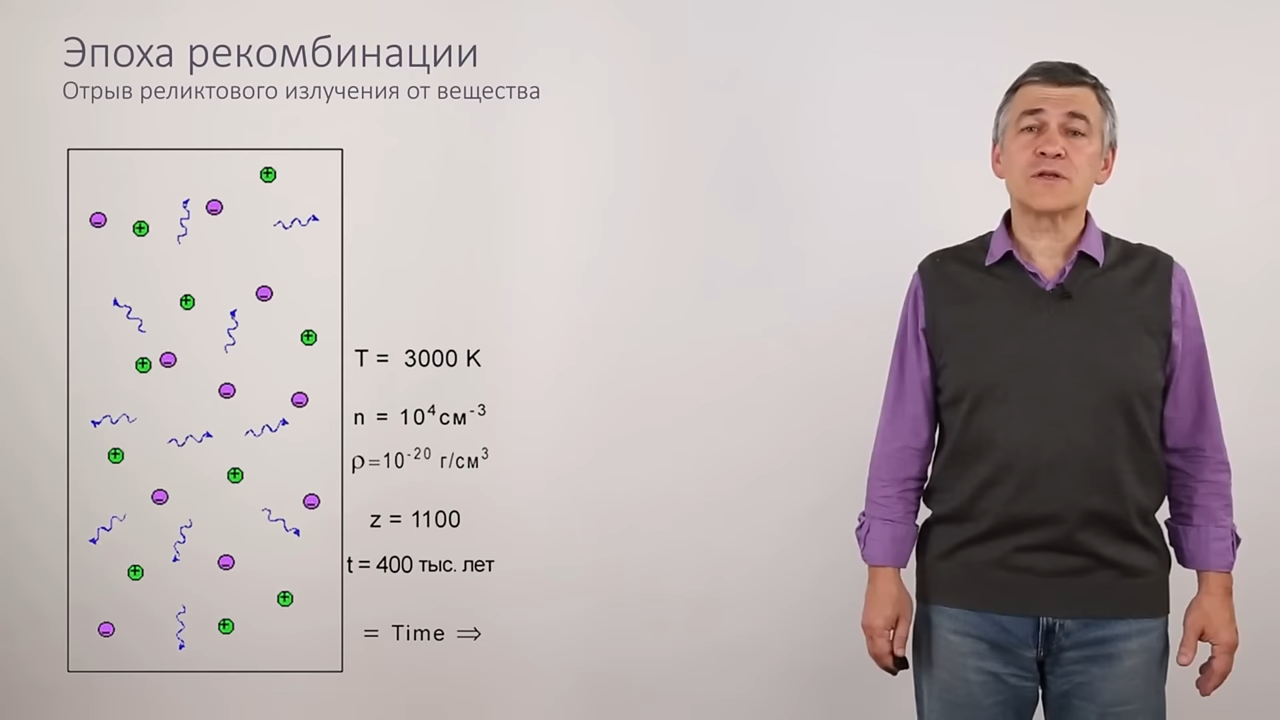 Эпоха рекомбинации
Отрыв реликтового излучения от вещества
T = 3000 K
n = 10⁴см⁻³
ρ=10⁻²⁰ г/см³
z = 1100
t = 400 тыс. лет
= Time ⇒